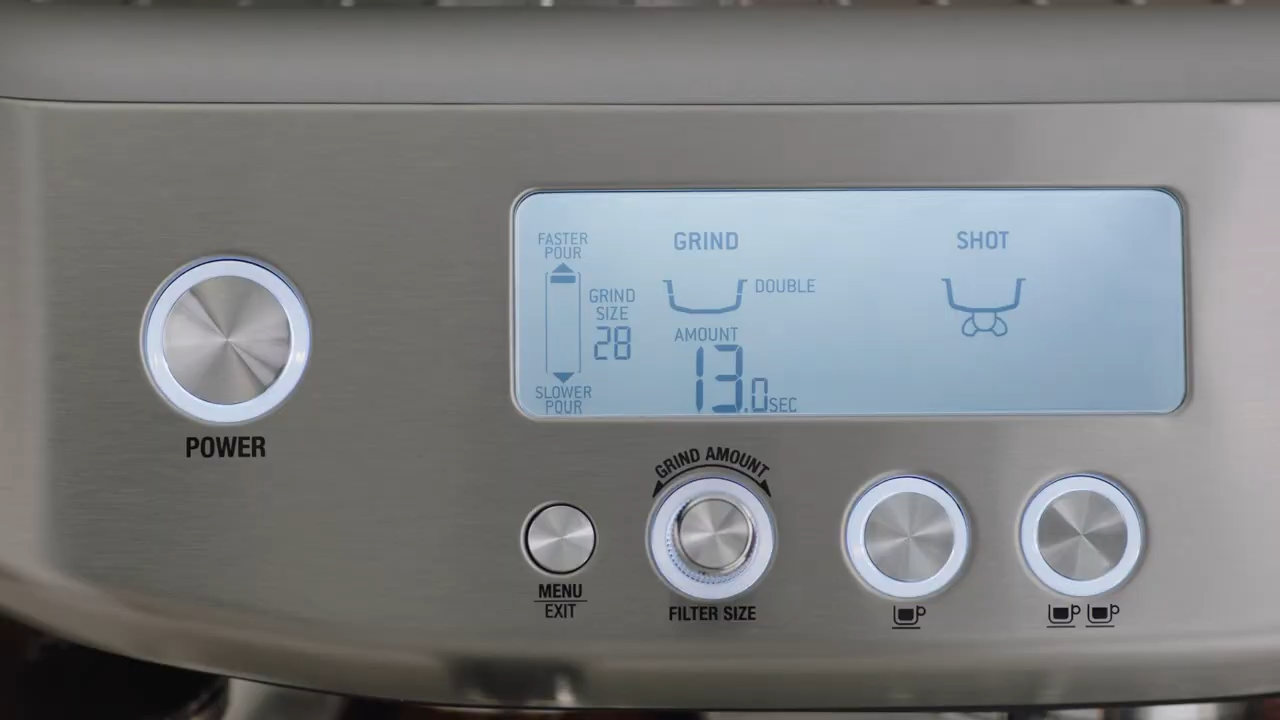 FASTER
POUR
GRIND
SHOT
GRIND
SIZE
28
DOUBLE
AMOUNT
13.0SEC
SLOWER
POUR
POWER
GRIND AMOUNT
MENU
EXIT
FILTER SIZE